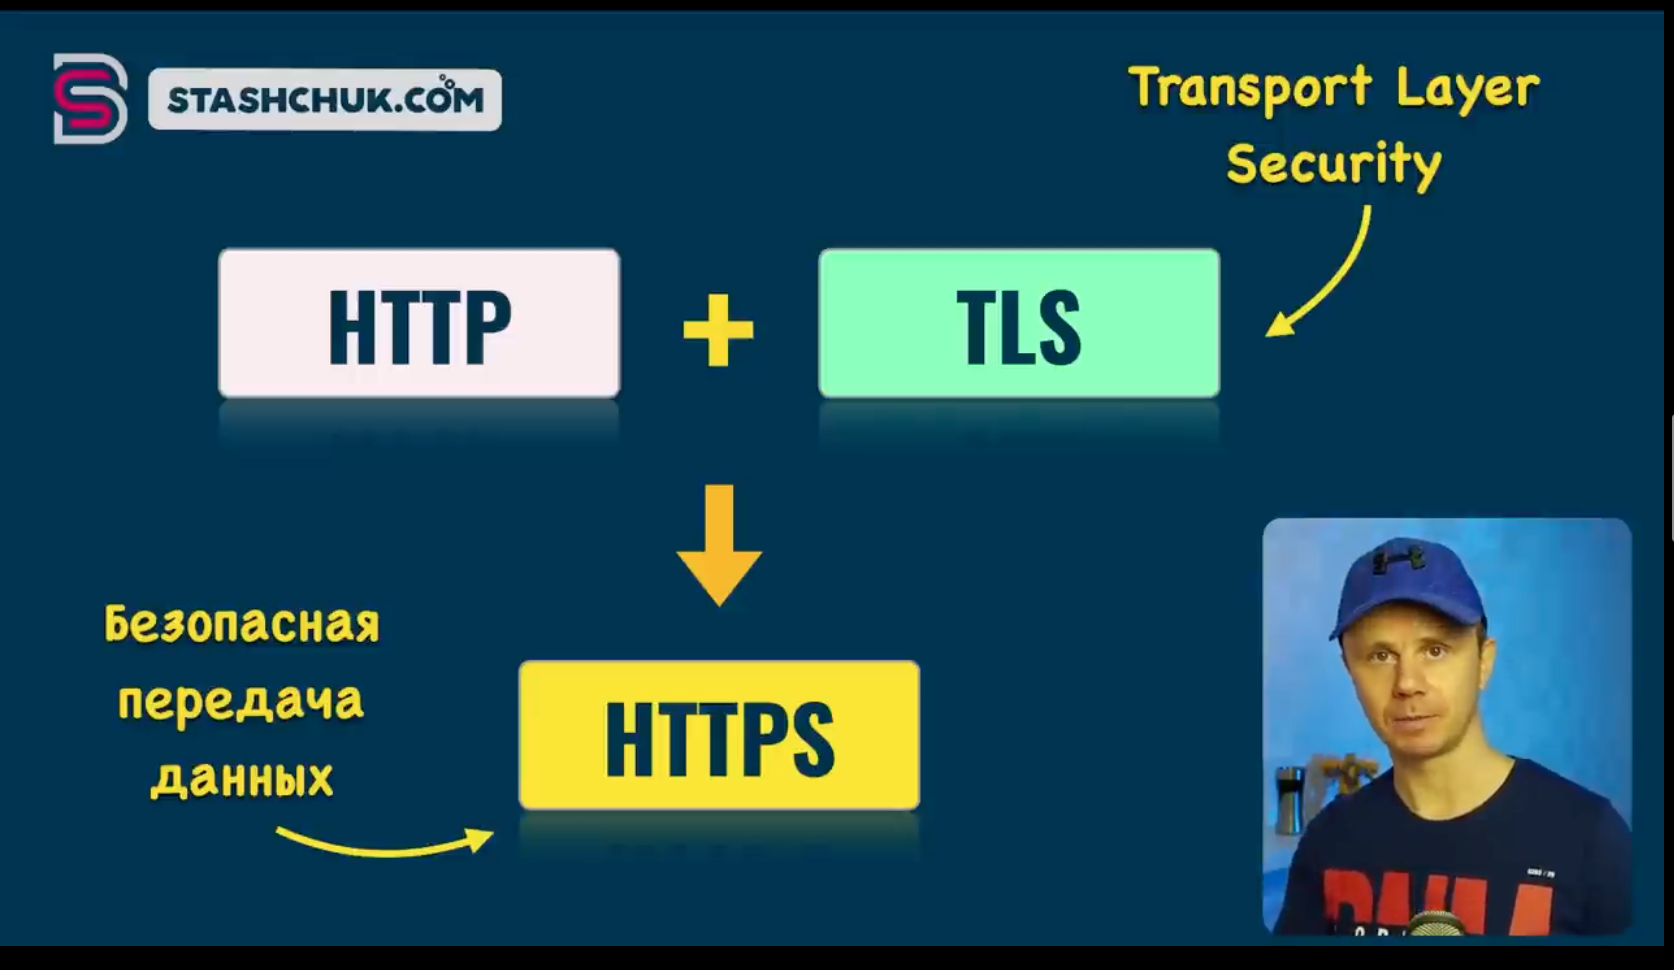 STASHCHUK.COM
Transport Layer
Security
HTTP + TLS
Безопасная
передача
данных
HTTPS